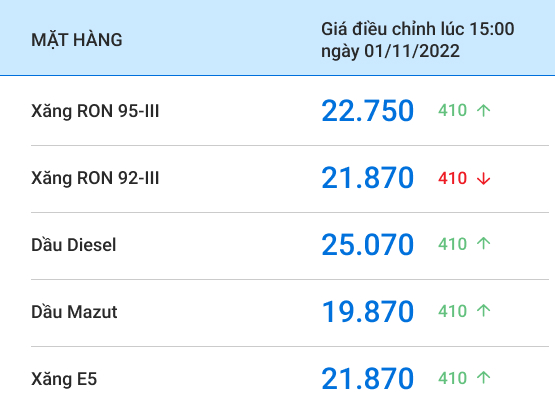 MẶT HÀNG
Giá điều chỉnh lúc 15:00
ngày 01/11/2022
Xăng RON 95-III 22.750 410 ↑
Xăng RON 92-III 21.870 410 ↓
Dầu Diesel 25.070 410 ↑
Dầu Mazut 19.870 410 ↑
Xăng E5 21.870 410 ↑